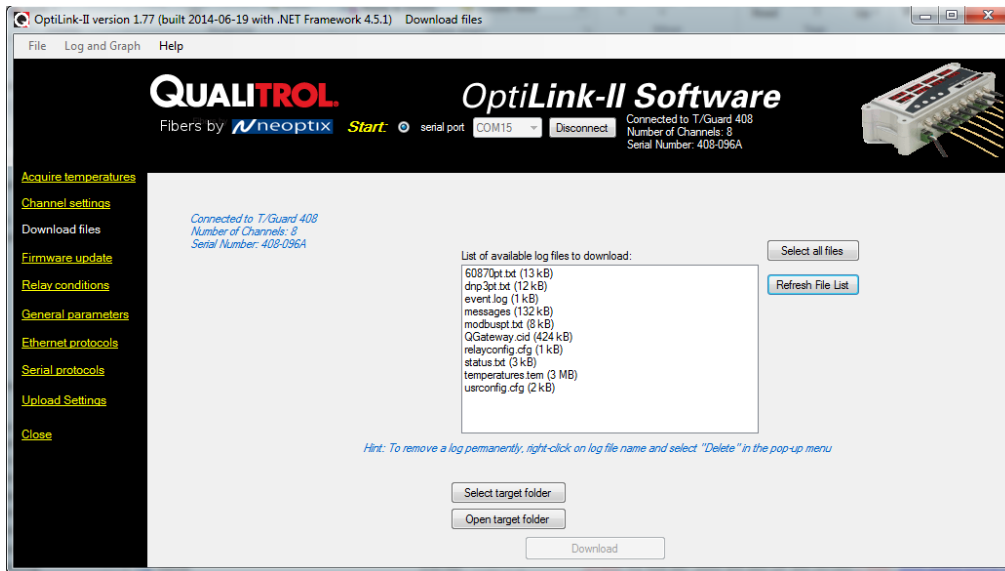 OptiLink-II version 1.77 (built 2014-06-19 with .NET Framework 4.5.1) Download files
File Log and Graph Help
QUALITROL.
Fibers by neoptix
OptiLink-II Software
Start: serial port COM15 Disconnect
Connected to T/Guard 408
Number of Channels: 8
Serial Number: 408-096A
Acquire temperatures
Channel settings
Download files
Firmware update
Relay conditions
General parameters
Ethernet protocols
Serial protocols
Upload Settings
Close
Connected to T/Guard 408
Number of Channels: 8
Serial Number: 408-096A
List of available log files to download:
60870pt.txt (13 kB)
dnp3pt.txt (12 kB)
event.log (1 kB)
messages (132 kB)
modbuspt.txt (8 kB)
QGateway.cid (424 kB)
relayconfig.cfg (1 kB)
status.txt (3 kB)
temperatures.tem (3 MB)
usrconfig.cfg (2 kB)
Select all files
Refresh File List
Hint: To remove a log permanently, right-click on log file name and select "Delete" in the pop-up menu
Select target folder
Open target folder
Download